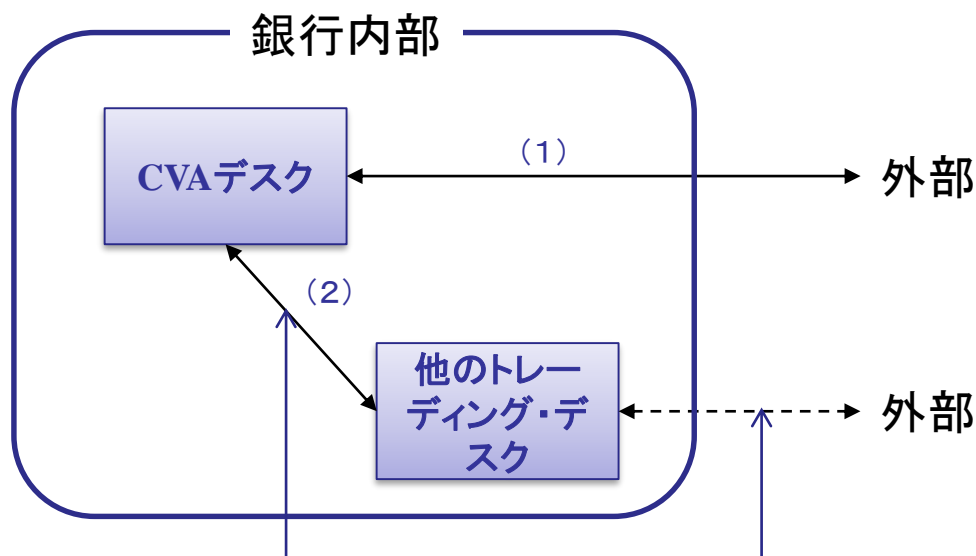 銀行内部
CVAデスク
（1）
外部
（2）
他のトレー
ディング・デ
スク
外部